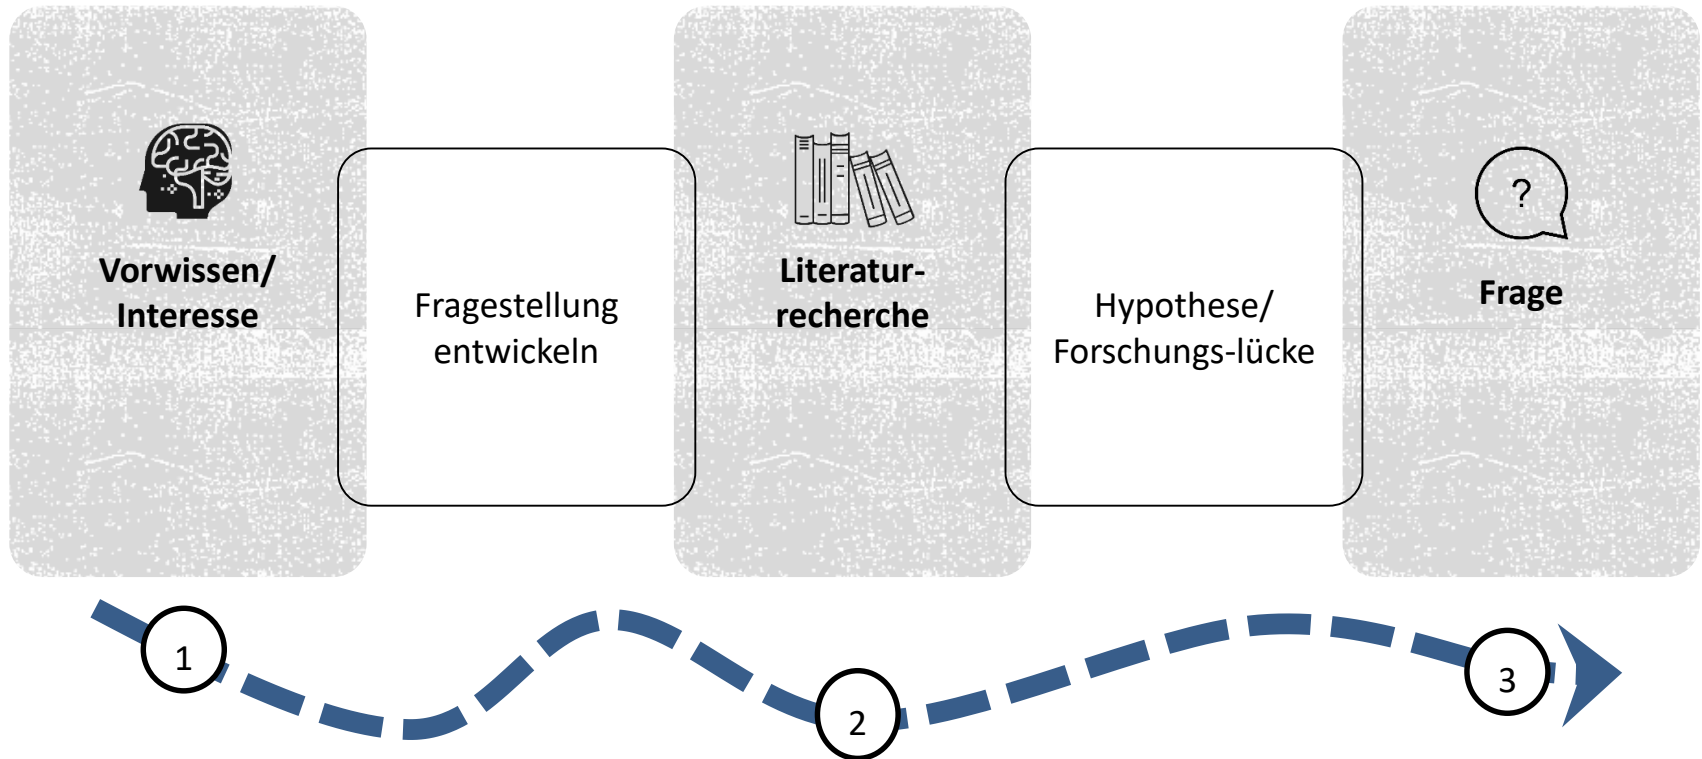 Vorwissen/
Interesse
Fragestellung
entwickeln
Literatur-
recherche
Hypothese/
Forschungs-lücke
?
Frage
1
2
3